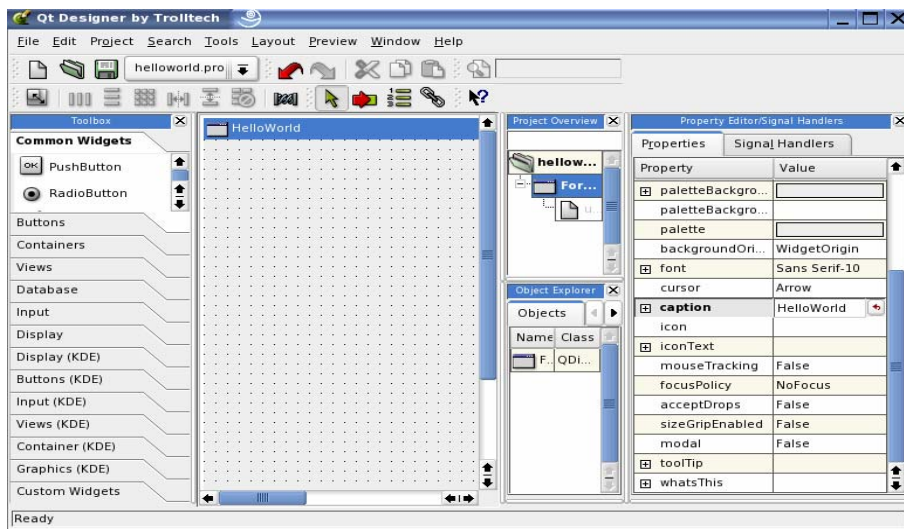 Qt Designer by Trolltech
File Edit Project Search Tools Layout Preview Window Help
helloworld.pro
Toolbox
Common Widgets
OK PushButton
RadioButton
Buttons
Containers
Views
Database
Input
Display
Display (KDE)
Buttons (KDE)
Input (KDE)
Views (KDE)
Container (KDE)
Graphics (KDE)
Custom Widgets
HelloWorld
Project Overview
hellow...
For...
u...
Object Explorer
Objects
Name Class
F.. QDi...
Property Editor/Signal Handlers
Properties Signal Handlers
Property Value
paletteBackgro...
paletteBackgro...
palette
backgroundOri... WidgetOrigin
font Sans Serif-10
cursor Arrow
caption HelloWorld
icon
iconText
mouseTracking False
focusPolicy NoFocus
acceptDrops False
sizeGripEnabled False
modal False
toolTip
whatsThis
Ready